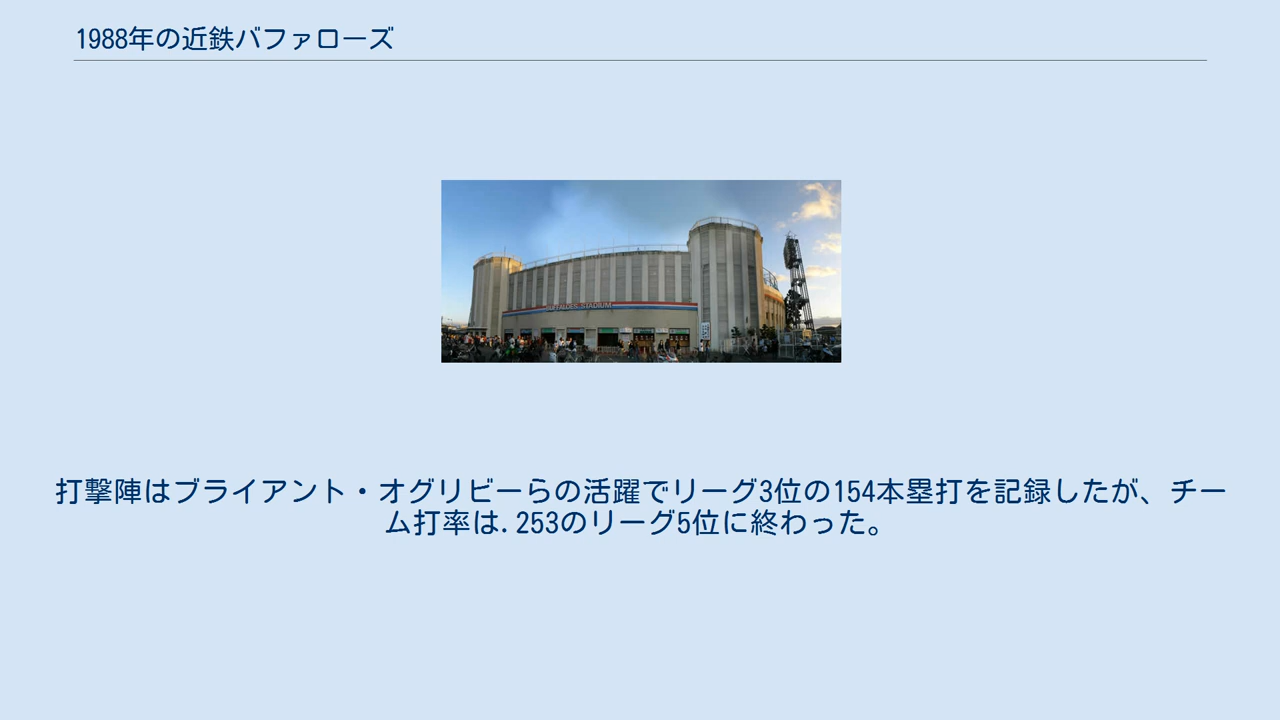 1988年の近鉄バファローズ
BUFFALOES STADIUM
打撃陣はブライアント・オグリビーらの活躍でリーグ3位の154本塁打を記録したが、チー
ム打率は.253のリーグ5位に終わった。